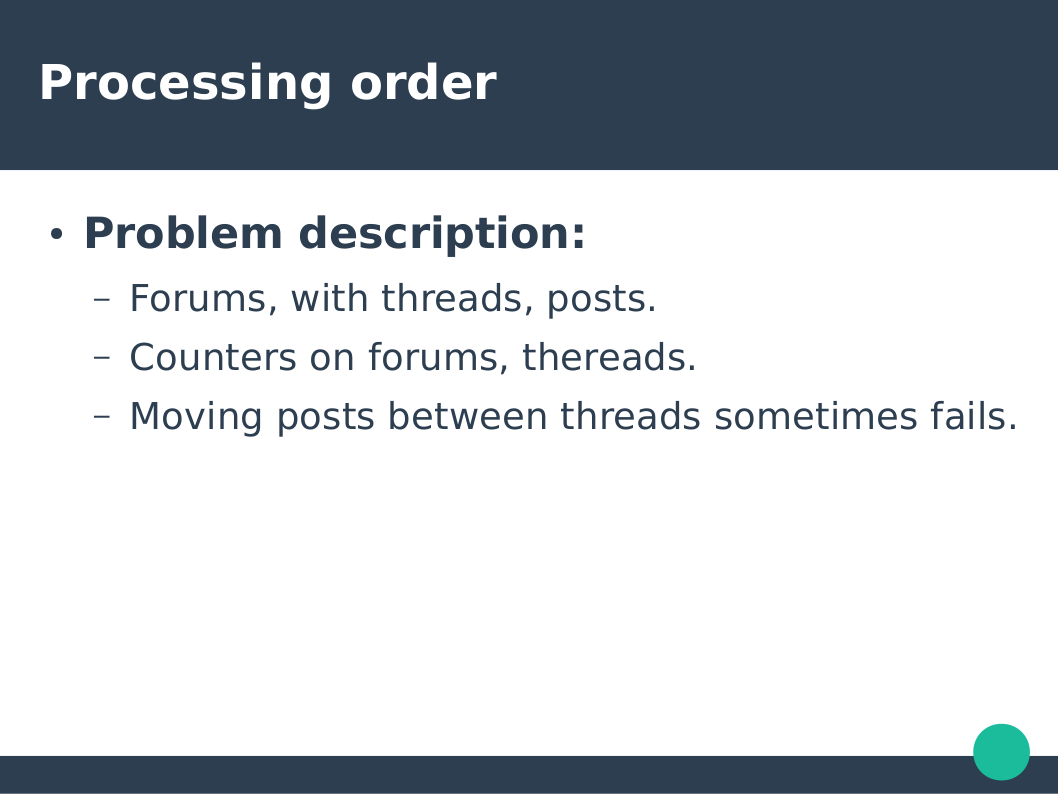 Processing order
• Problem description:
– Forums, with threads, posts.
– Counters on forums, thereads.
– Moving posts between threads sometimes fails.